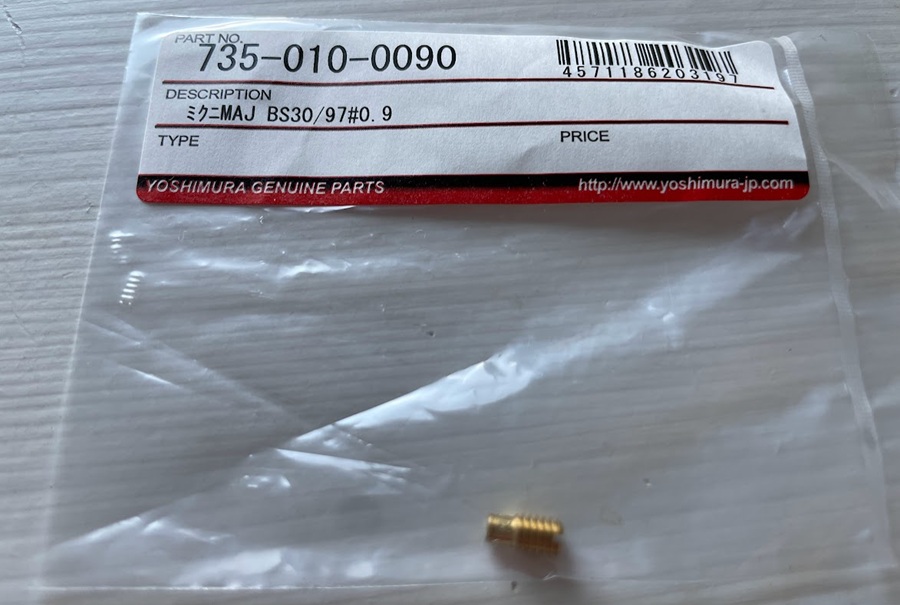 PART NO.
735-010-0090
4571186203197
DESCRIPTION
ﾐｸﾆMAJ BS30/97#0.9
TYPE
PRICE
YOSHIMURA GENUINE PARTS
http://www.yoshimura-jp.com